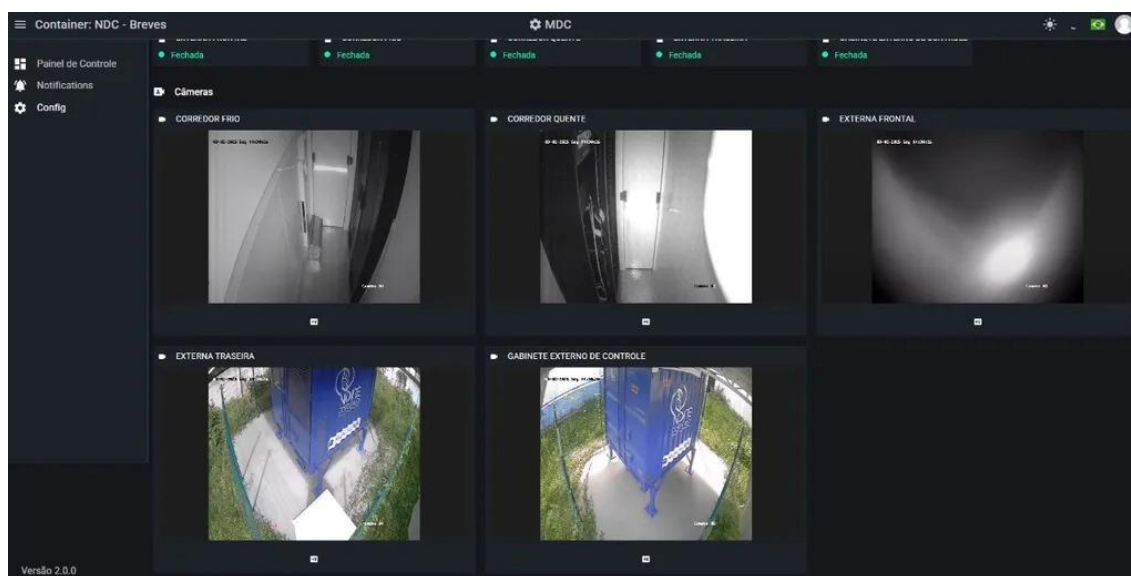 Container: NDC - Breves
MDC
Painel de Controle
Notifications
Config
Fechada
Fechada
Fechada
Fechada
Fechada
Câmeras
CORREDOR FRIO
CORREDOR QUENTE
EXTERNA FRONTAL
EXTERNA TRASEIRA
GABINETE EXTERNO DE CONTROLE
Versão 2.0.0